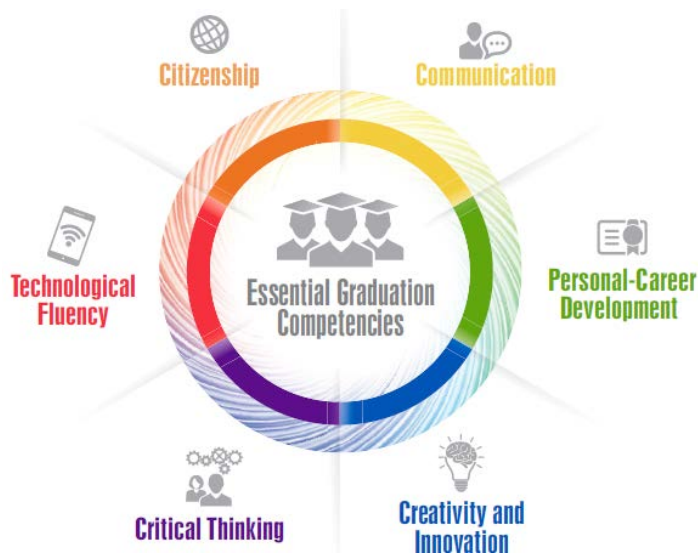 Citizenship
Communication
Technological
Fluency
Essential Graduation
Competencies
Personal-Career
Development
Critical Thinking
Creativity and
Innovation